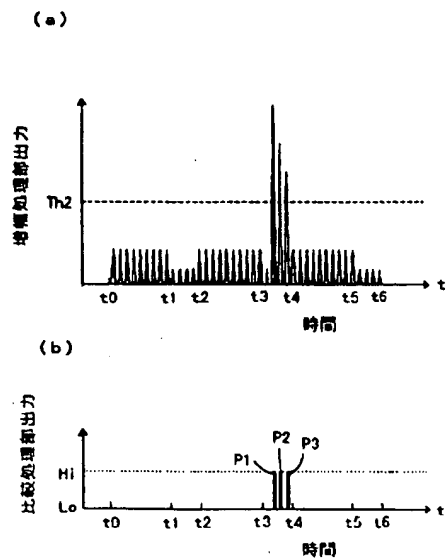 (a)
増幅処理部出力
Th2
t0 t1 t2 t3 t4 t5 t6 t
時間
(b)
比較処理部出力
P1 P2 P3
Hi
Lo
t0 t1 t2 t3 t4 t5 t6 t
時間